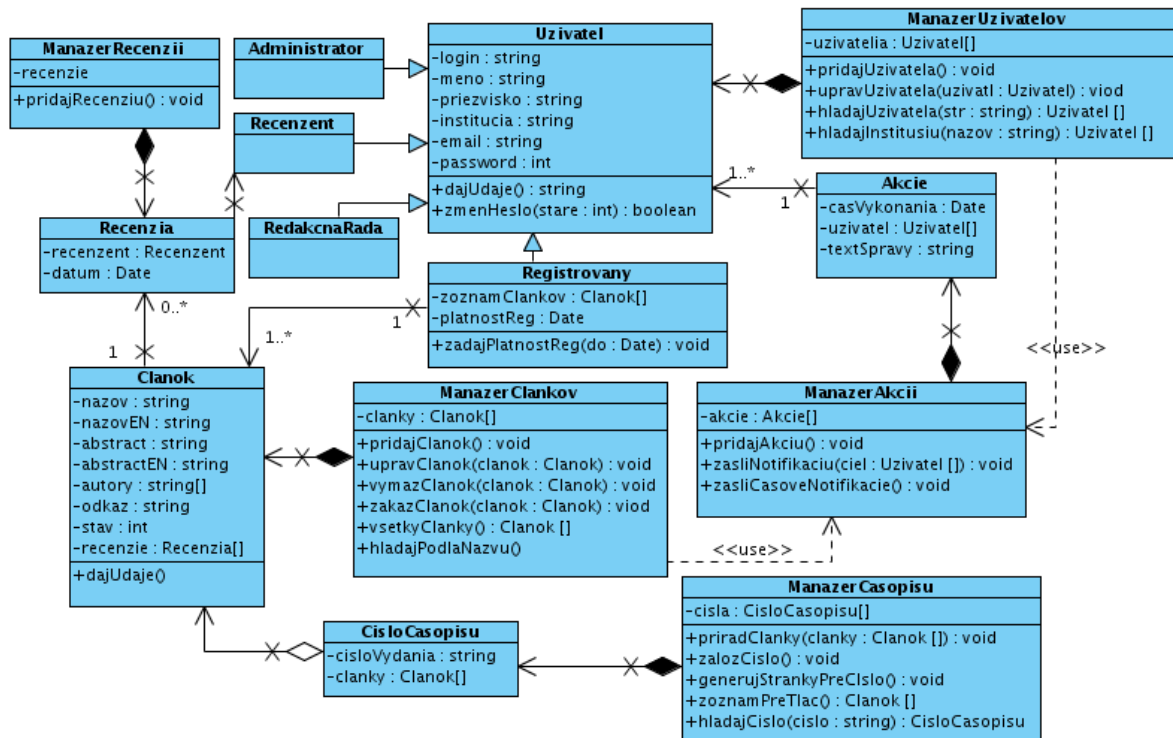 ManazerRecenzii
-recenzie
+pridajRecenziu() : void
Administrator
Recenzent
RedakcnaRada
Uzivatel
-login : string
-meno : string
-priezvisko : string
-institucia : string
-email : string
-password : int
+dajUdaje() : string
+zmenHeslo(stare : int) : boolean
ManazerUzivatelov
-uzivatelia : Uzivatel[]
+pridajUzivatela() : void
+upravUzivatela(uzivatl : Uzivatel) : viod
+hladajUzivatela(str : string) : Uzivatel []
+hladajInstitusiu(nazov : string) : Uzivatel []
1..*
1
Akcie
-casVykonania : Date
-uzivatel : Uzivatel[]
-textSpravy : string
Recenzia
-recenzent : Recenzent
-datum : Date
0..*
1
Registrovany
-zoznamClankov : Clanok[]
-platnostReg : Date
+zadajPlatnostReg(do : Date) : void
1
1..*
<<use>>
Clanok
-nazov : string
-nazovEN : string
-abstract : string
-abstractEN : string
-autory : string[]
-odkaz : string
-stav : int
-recenzie : Recenzia[]
+dajUdaje()
ManazerClankov
-clanky : Clanok[]
+pridajClanok() : void
+upravClanok(clanok : Clanok) : void
+vymazClanok(clanok : Clanok) : void
+zakazClanok(clanok : Clanok) : viod
+vsetkyClanky() : Clanok []
+hladajPodlaNazvu()
ManazerAkcii
-akcie : Akcie[]
+pridajAkciu() : void
+zasliNotifikaciu(ciel : Uzivatel []) : void
+zasliCasoveNotifikacie() : void
<<use>>
CisloCasopisu
-cisloVydania : string
-clanky : Clanok[]
ManazerCasopisu
-cisla : CisloCasopisu[]
+priradClanky(clanky : Clanok []) : void
+zalozCislo() : void
+generujStrankyPreCIslo() : void
+zoznamPreTlac() : Clanok []
+hladajCislo(cislo : string) : CisloCasopisu